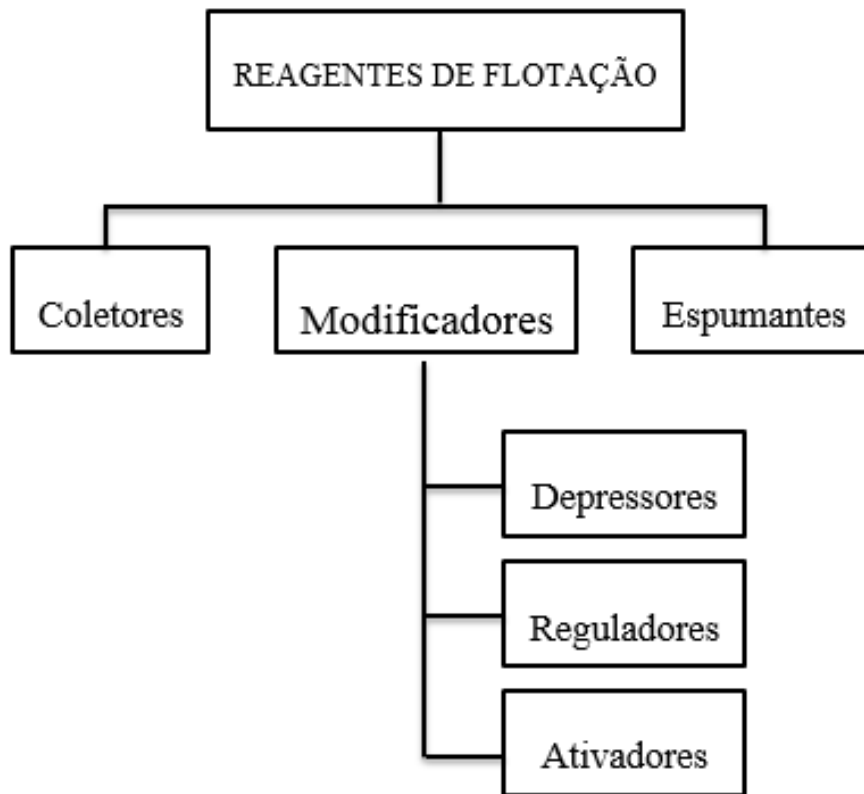 REAGENTES DE FLOTAÇÃO
Coletores
Modificadores
Espumantes
Depressores
Reguladores
Ativadores